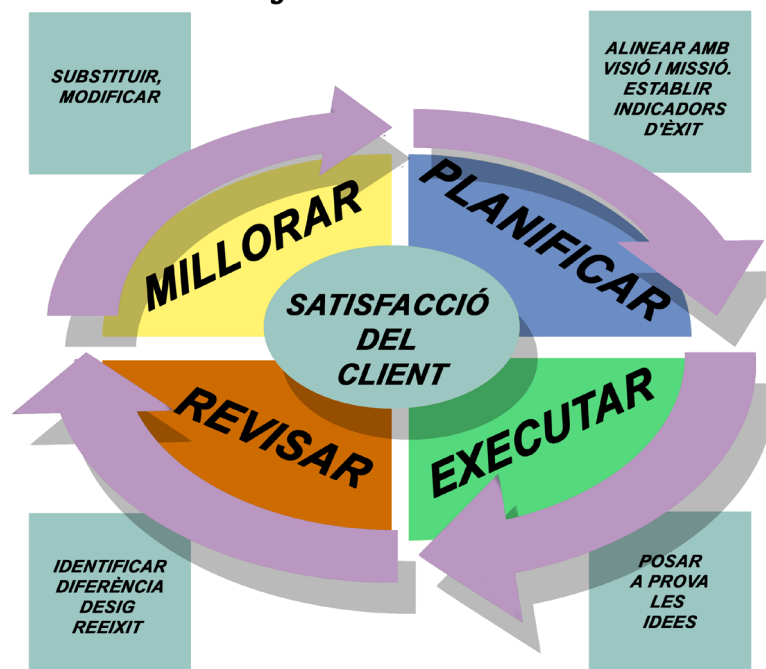 SUBSTITUIR,
MODIFICAR
ALINEAR AMB
VISIÓ I MISSIÓ.
ESTABLIR
INDICADORS
D'ÈXIT
MILLORAR
PLANIFICAR
SATISFACCIÓ
DEL
CLIENT
REVISAR
EXECUTAR
IDENTIFICAR
DIFERÈNCIA
DESIG
REEIXIT
POSAR
A PROVA
LES
IDEES